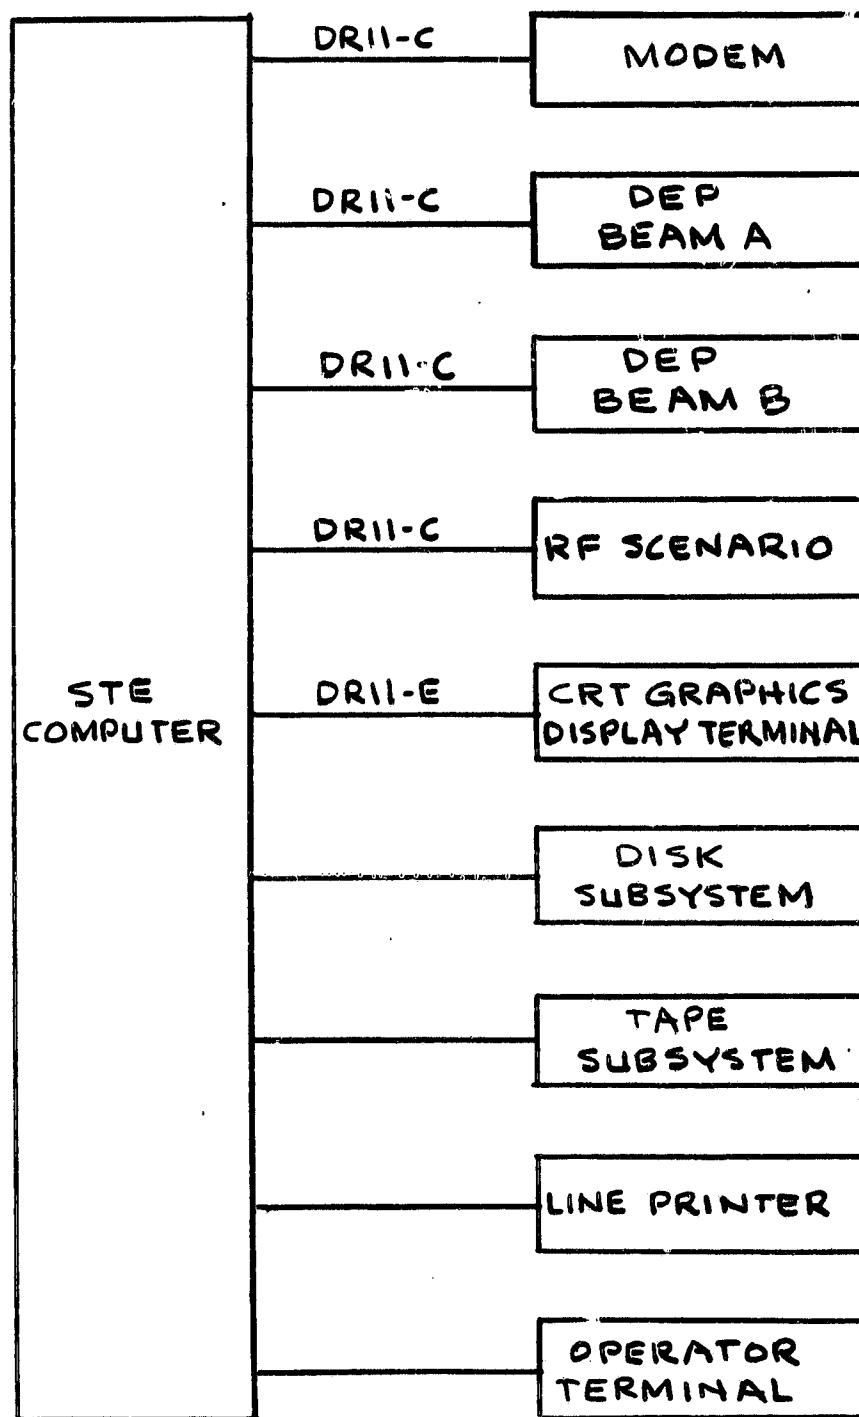 DR11-C
MODEM
DR11-C
DEP
BEAM A
DR11-C
DEP
BEAM B
DR11-C
RF SCENARIO
STE
COMPUTER
DR11-E
CRT GRAPHICS
DISPLAY TERMINAL
DISK
SUBSYSTEM
TAPE
SUBSYSTEM
LINE PRINTER
OPERATOR
TERMINAL